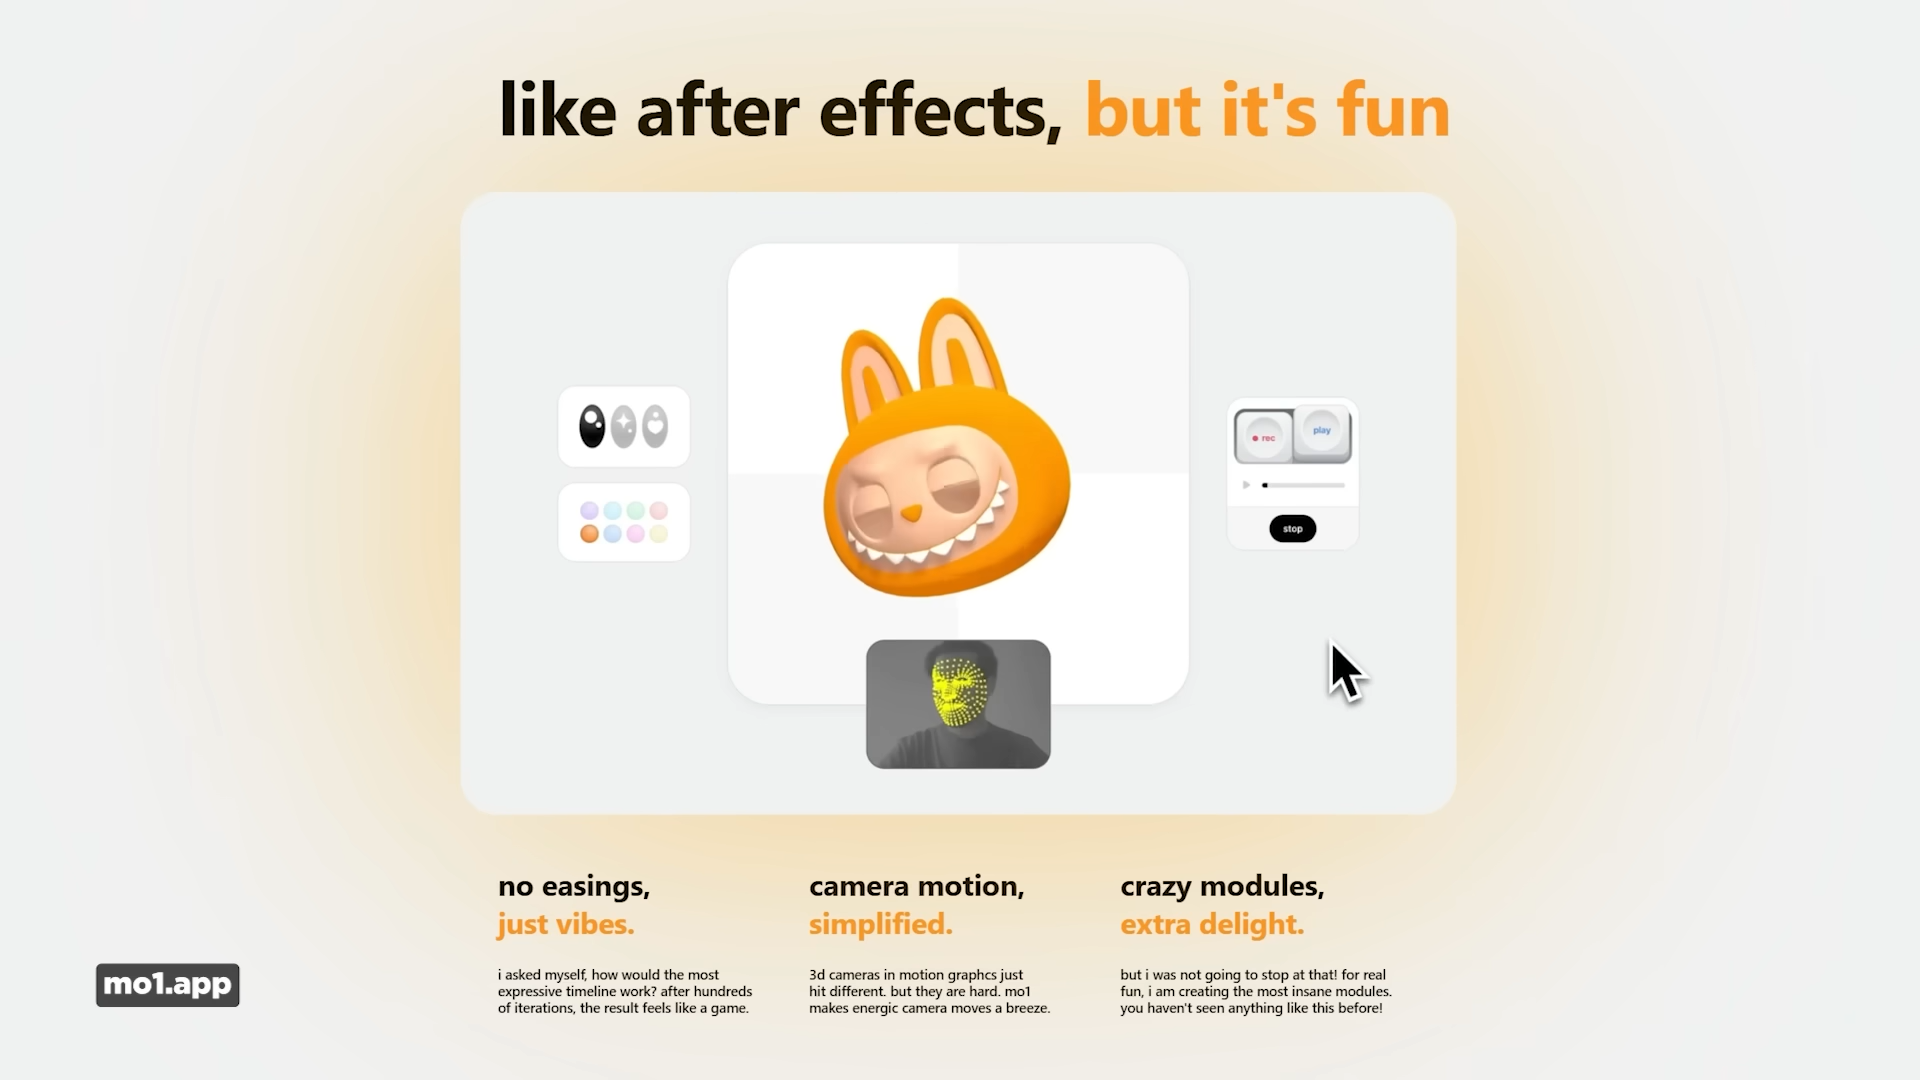 like after effects, but it's fun
rec
play
stop
no easings,
just vibes.
i asked myself, how would the most
expressive timeline work? after hundreds
of iterations, the result feels like a game.
camera motion,
simplified.
3d cameras in motion graphcs just
hit different. but they are hard. mo1
makes energic camera moves a breeze.
crazy modules,
extra delight.
but i was not going to stop at that! for real
fun, i am creating the most insane modules.
you haven't seen anything like this before!
mo1.app